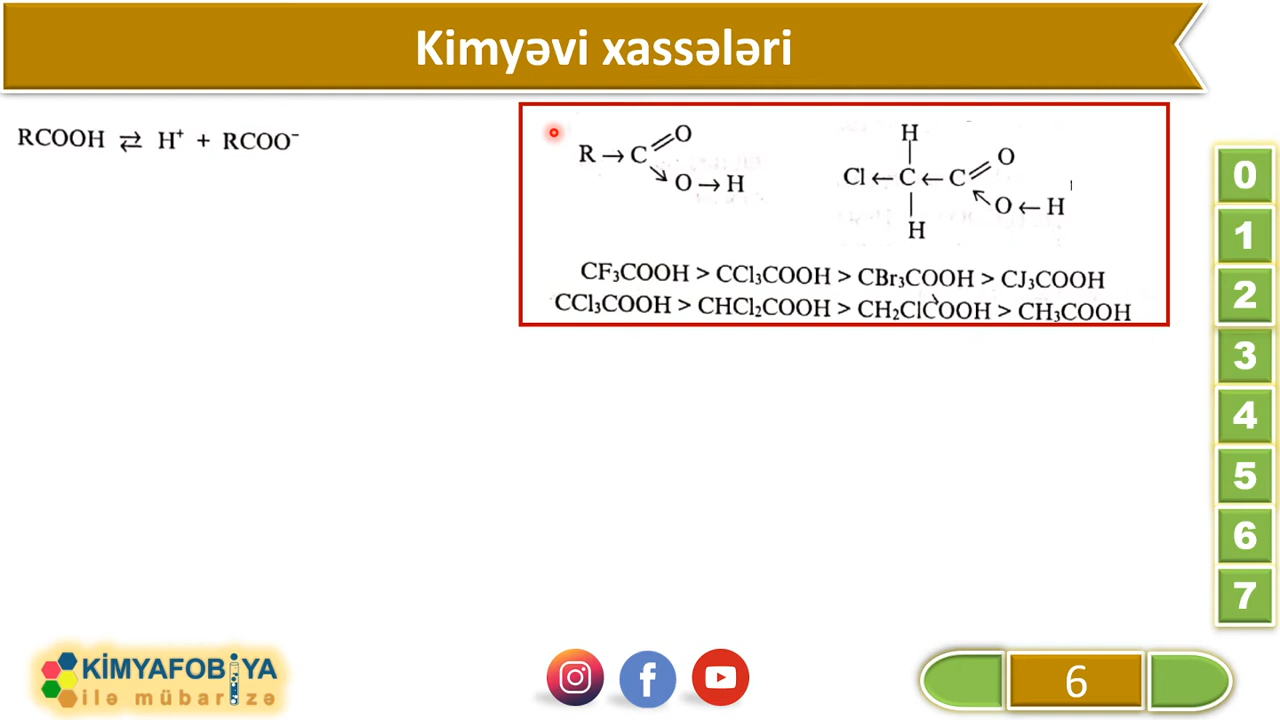 Kimyəvi xassələri
RCOOH ⇄ H⁺ + RCOO⁻
R → C
O
O → H
H
Cl ← C ← C
O
O ← H
H
CF₃COOH > CCl₃COOH > CBr₃COOH > CJ₃COOH
CCl₃COOH > CHCl₂COOH > CH₂ClCOOH > CH₃COOH
0
1
2
3
4
5
6
7
KİMYAFOBİYA
ilə mübarizə
6